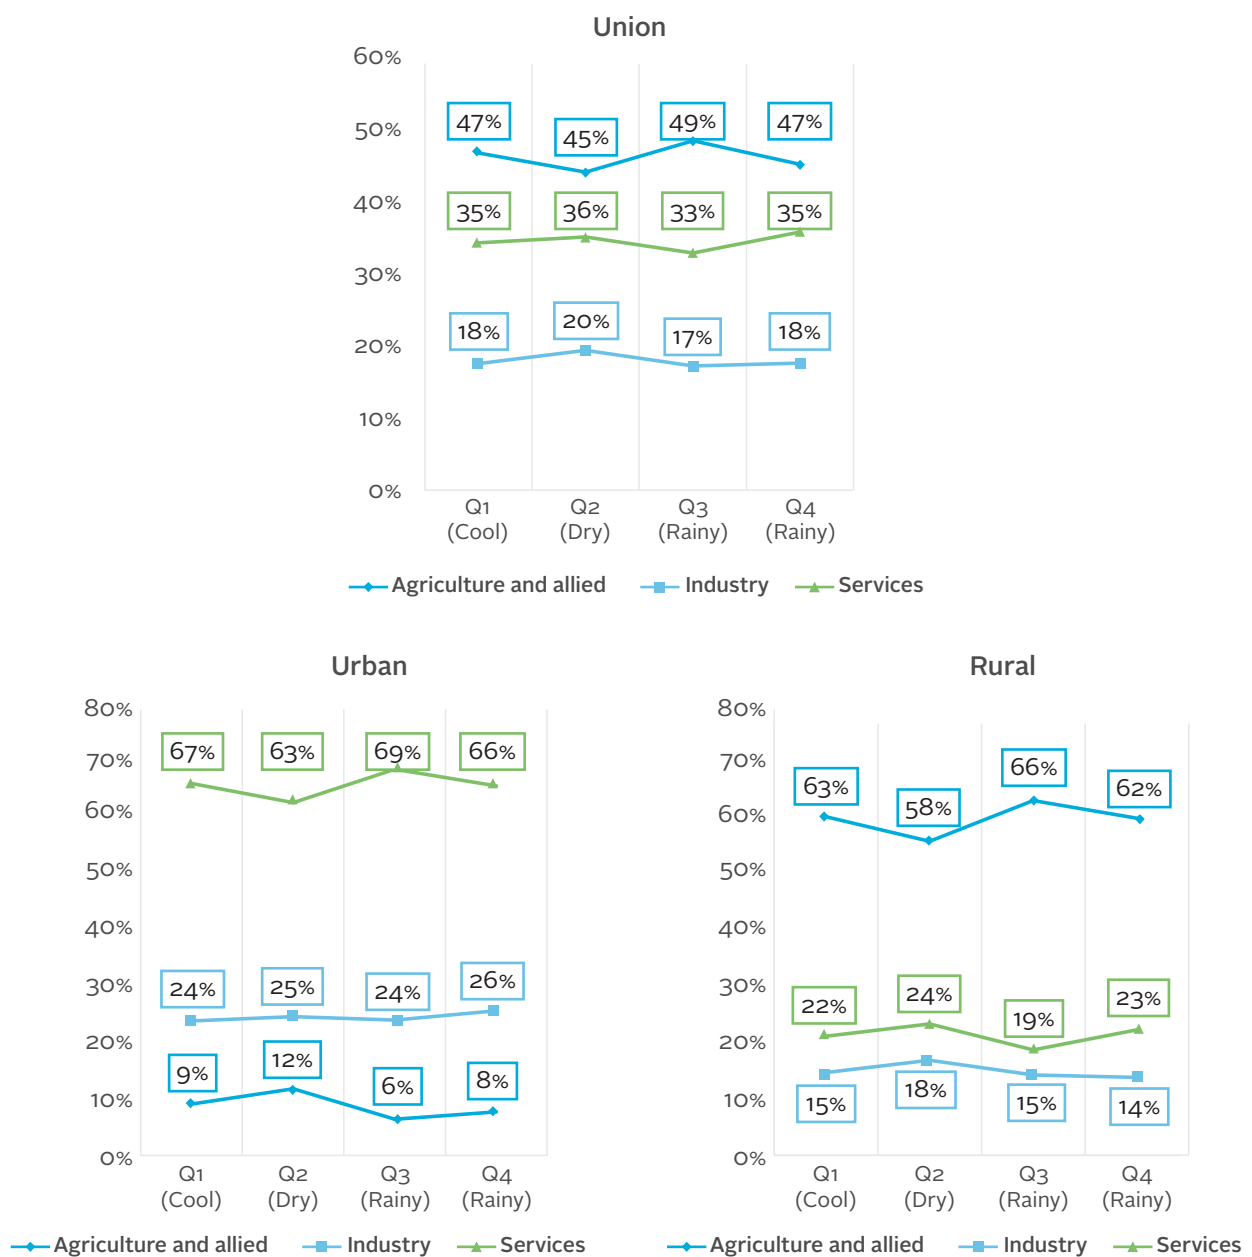 Union
60%
50%
40%
30%
20%
10%
0%
47% 45% 49% 47%
35% 36% 33% 35%
18% 20% 17% 18%
Q1 Q2 Q3 Q4
(Cool) (Dry) (Rainy) (Rainy)
Agriculture and allied Industry Services
Urban
80%
70%
60%
50%
40%
30%
20%
10%
0%
67% 63% 69% 66%
24% 25% 24% 26%
9% 12% 6% 8%
Q1 Q2 Q3 Q4
(Cool) (Dry) (Rainy) (Rainy)
Agriculture and allied Industry Services
Rural
80%
70%
60%
50%
40%
30%
20%
10%
0%
63% 58% 66% 62%
22% 24% 19% 23%
15% 18% 15% 14%
Q1 Q2 Q3 Q4
(Cool) (Dry) (Rainy) (Rainy)
Agriculture and allied Industry Services